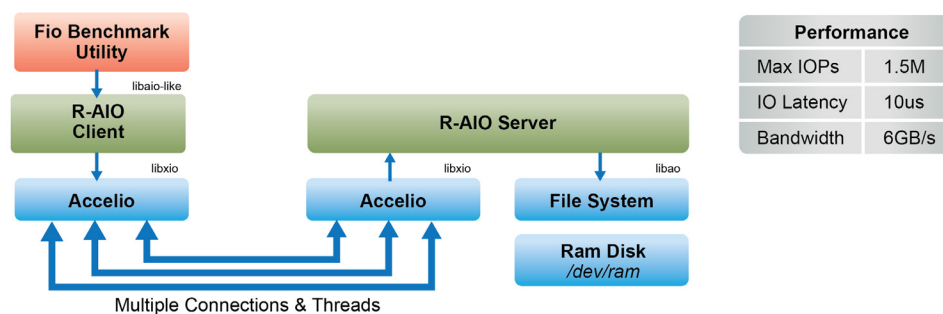 Fio Benchmark
Utility
libaio-like
R-AIO
Client
libxio
Accelio
R-AIO Server
libxio
libao
Accelio
File System
Ram Disk
/dev/ram
Multiple Connections & Threads
Performance
Max IOPs 1.5M
IO Latency 10us
Bandwidth 6GB/s